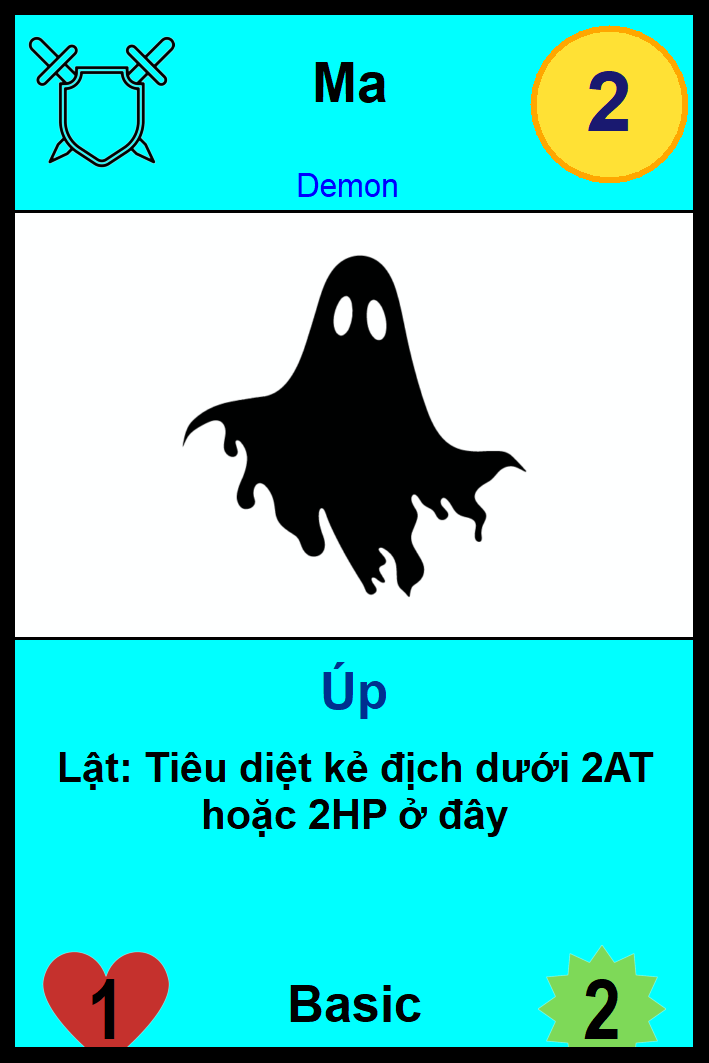 Ma
2
Demon
Úp
Lật: Tiêu diệt kẻ địch dưới 2AT
hoặc 2HP ở đây
1
Basic
2